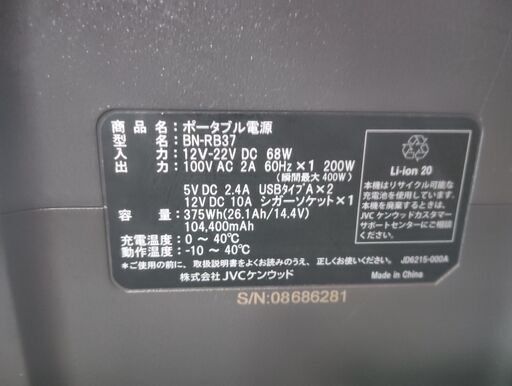 商品名：ポータブル電源
型名：BN-RB37
入力：12V-22V DC 68W
出力：100V AC 2A 60Hz×1 200W
(瞬間最大400W)
5V DC 2.4A USBタイプA×2
12V DC 10A シガーソケット×1
容量：375Wh(26.1Ah/14.4V)
104,400mAh
充電温度：0 ～ 40℃
動作温度：-10 ～ 40℃
Li-ion 20
本機はリサイクル可能な
充電池を使用しています。
本機を廃棄するときは、
JVCケンウッドカスタマー
サポートセンターにご相談
ください。
*ご使用の前に、取扱説明書をよくお読みのうえ、正しくお使いください。
JD6215-000A
株式会社 JVCケンウッド
Made in China
S/N:08686281